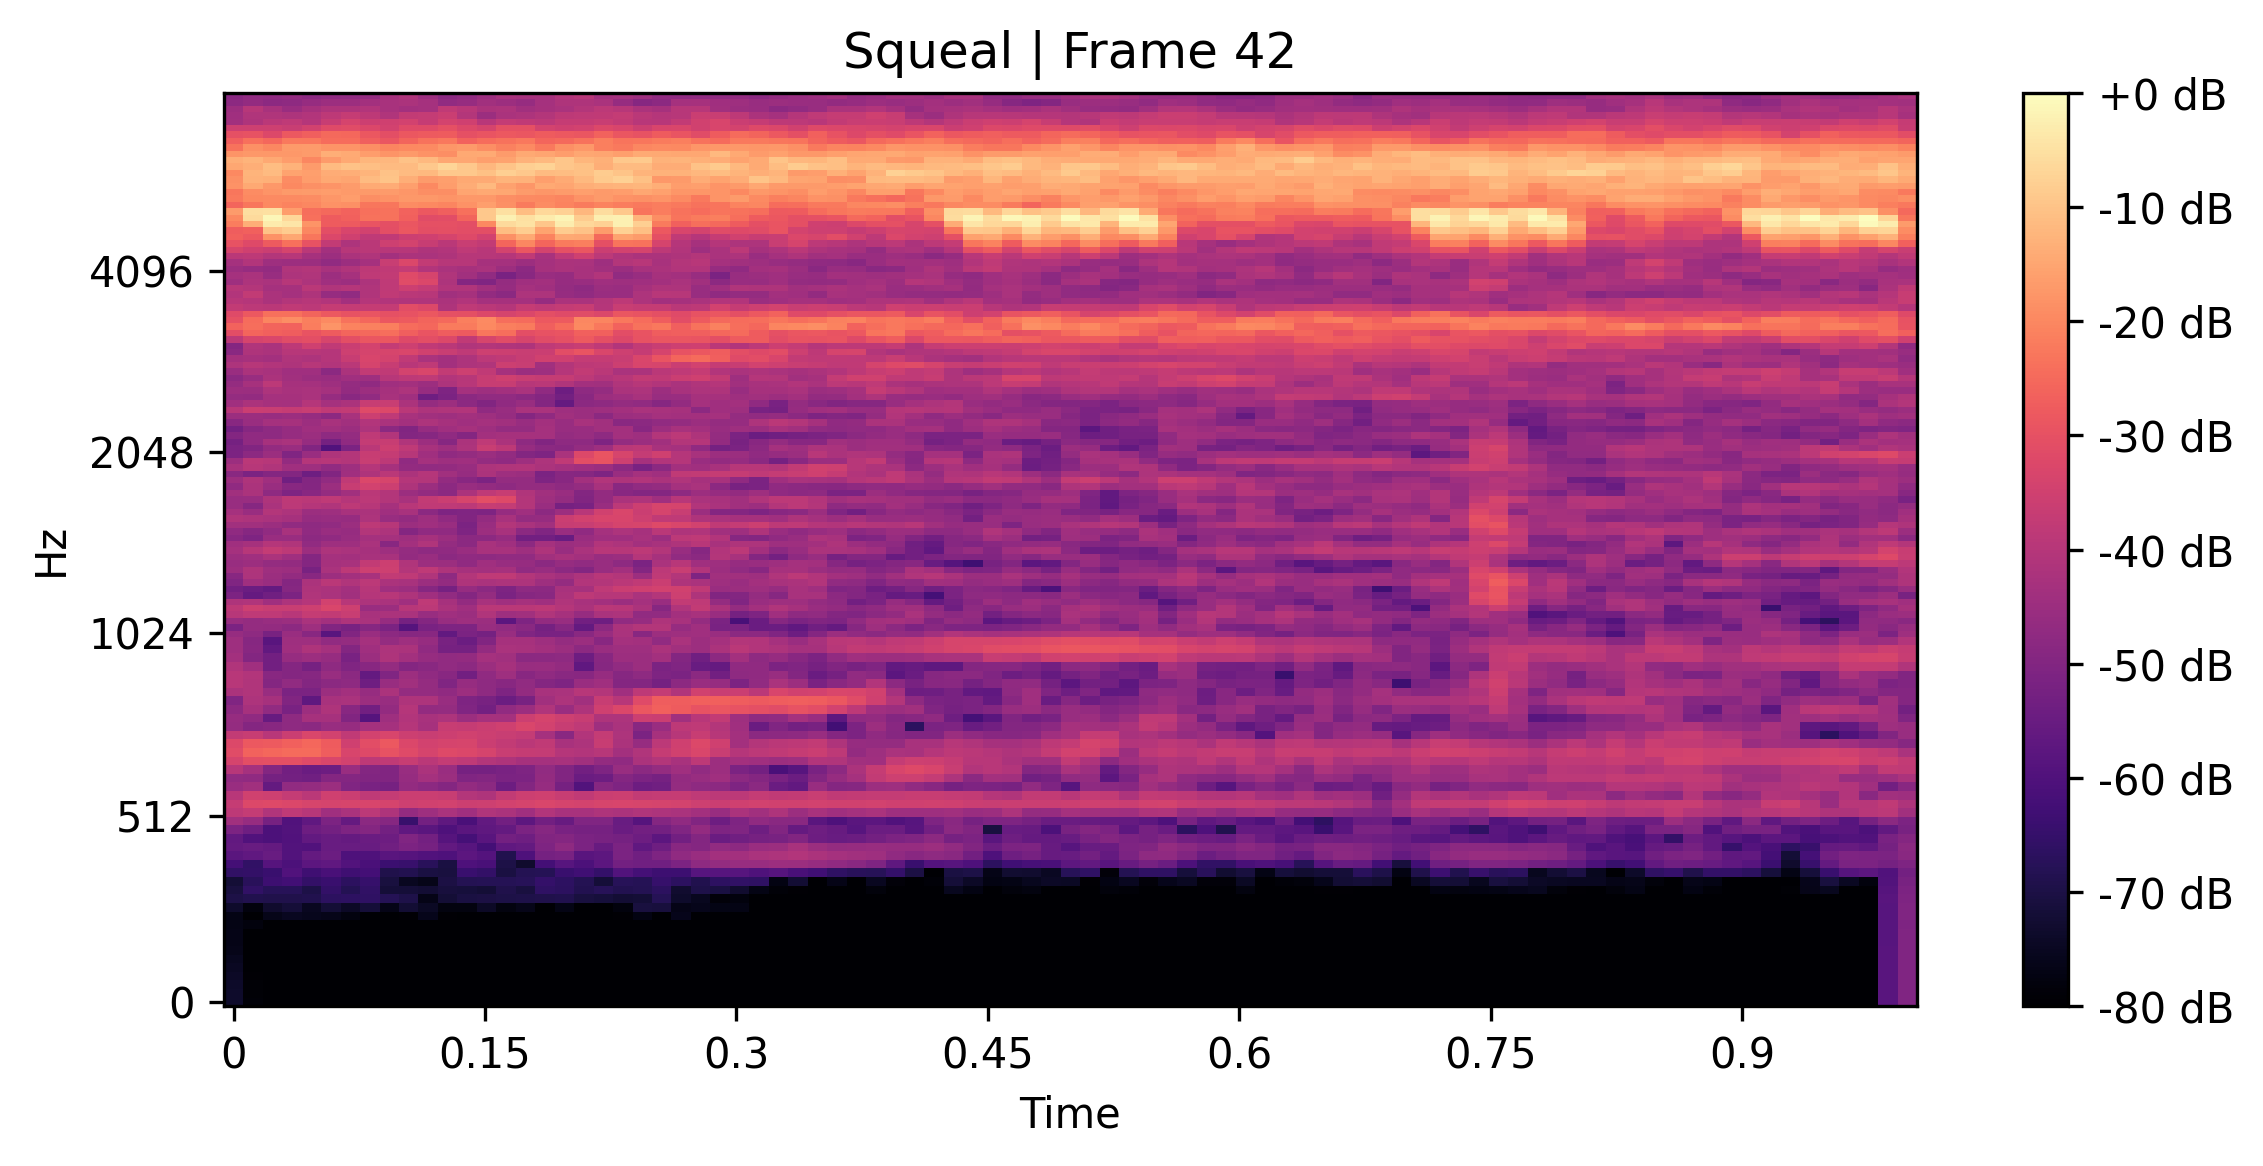 Squeal | Frame 42
Hz
4096
2048
1024
512
0
0 0.15 0.3 0.45 0.6 0.75 0.9
Time
+0 dB
-10 dB
-20 dB
-30 dB
-40 dB
-50 dB
-60 dB
-70 dB
-80 dB